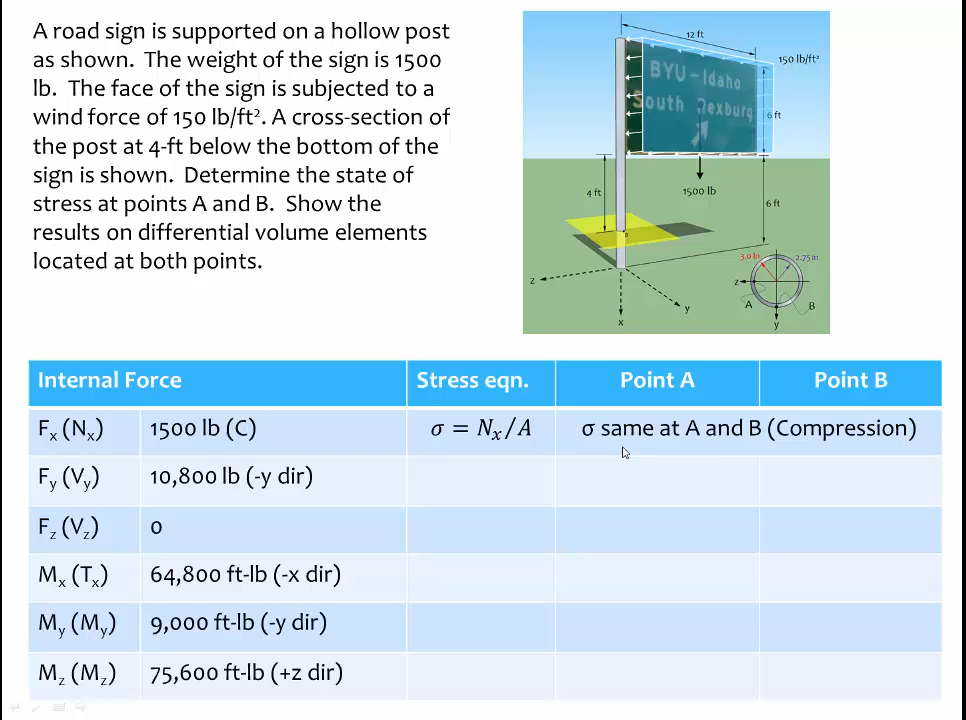 A road sign is supported on a hollow post
as shown. The weight of the sign is 1500
lb. The face of the sign is subjected to a
wind force of 150 lb/ft². A cross-section of
the post at 4-ft below the bottom of the
sign is shown. Determine the state of
stress at points A and B. Show the
results on differential volume elements
located at both points.
12 ft
150 lb/ft²
BYU-Idaho
South Rexburg
6 ft
1500 lb
4 ft
6 ft
3.0 in 2.75 in
z
A B
y
z
y
x
Internal Force Stress eqn. Point A Point B
Fx (Nx) 1500 lb (C) σ = Nx/A σ same at A and B (Compression)
Fy (Vy) 10,800 lb (-y dir)
Fz (Vz) 0
Mx (Tx) 64,800 ft-lb (-x dir)
My (My) 9,000 ft-lb (-y dir)
Mz (Mz) 75,600 ft-lb (+z dir)